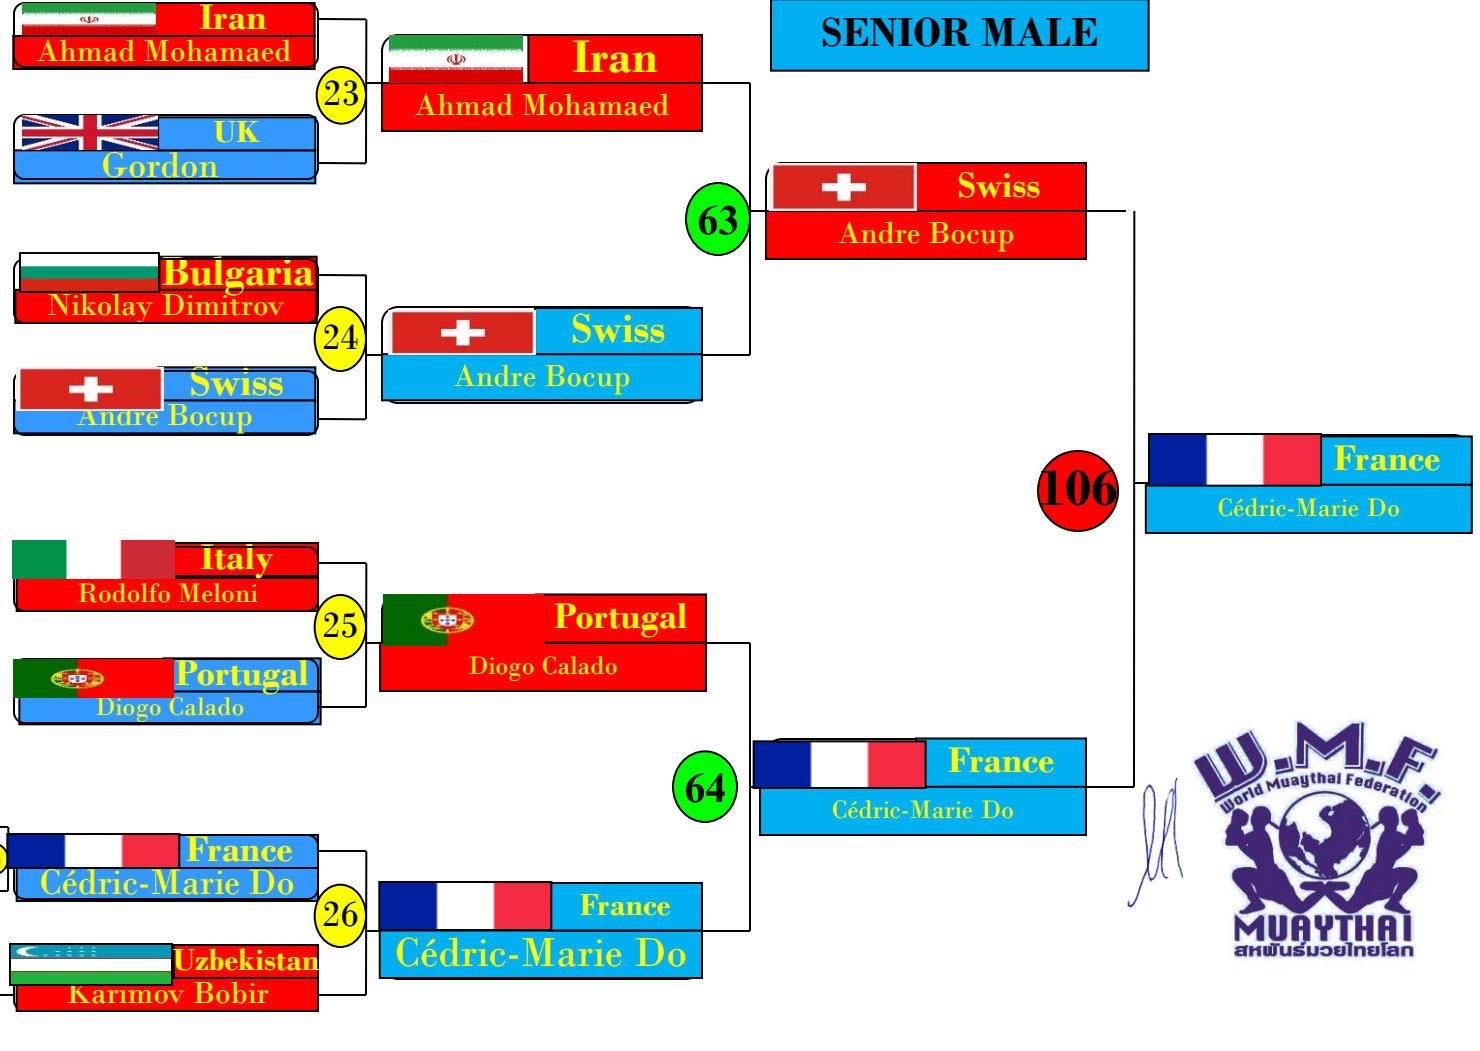 SENIOR MALE
Iran
Ahmad Mohamaed
23
UK
Gordon
Iran
Ahmad Mohamaed
Bulgaria
Nikolay Dimitrov
24
Swiss
Andre Bocup
Swiss
Andre Bocup
63
Swiss
Andre Bocup
Italy
Rodolfo Meloni
25
Portugal
Diogo Calado
Portugal
Diogo Calado
France
Cédric-Marie Do
26
Uzbekistan
Karimov Bobir
France
Cédric-Marie Do
64
France
Cédric-Marie Do
106
France
Cédric-Marie Do
W.M.F.
World Muaythai Federation
MUAYTHAI
สหพันธ์มวยไทยโลก